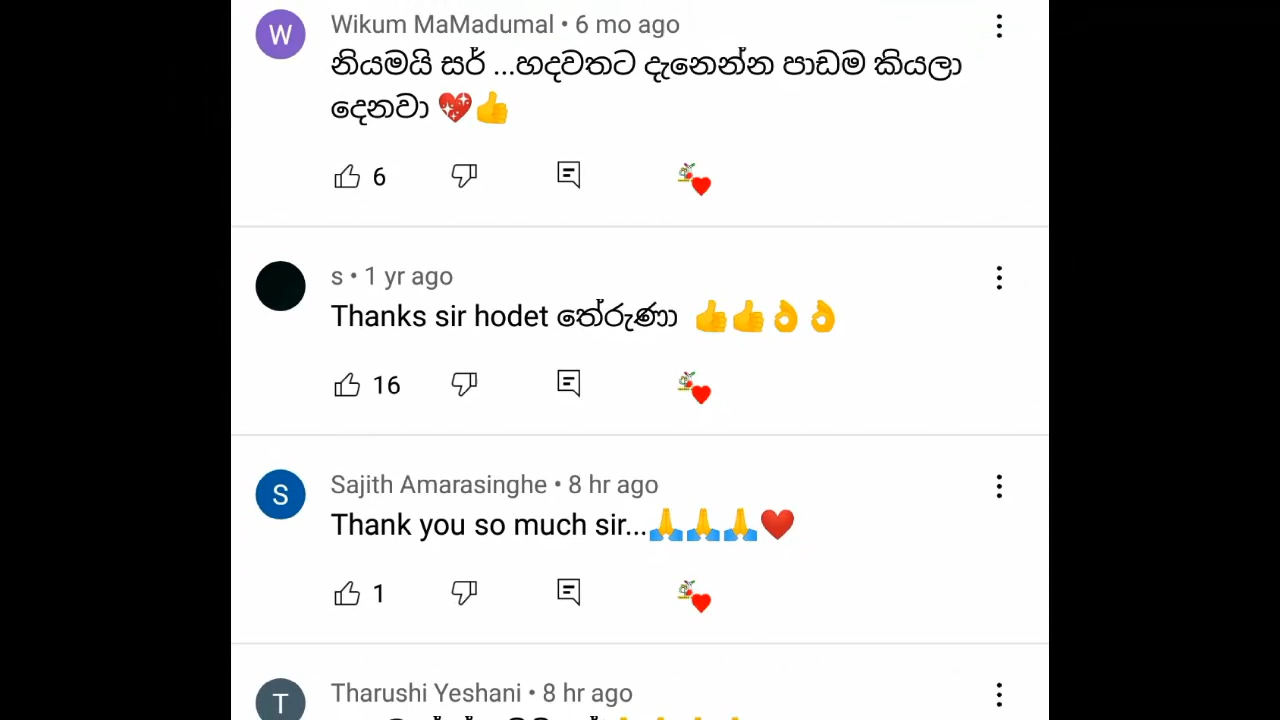 W
Wikum MaMadumal • 6 mo ago
නියමයි සර් ...හදවතට දැනෙන්න පාඩම කියලා
දෙනවා 💖👍
6
s • 1 yr ago
Thanks sir hodet තේරුණා 👍👍👌👌
16
S
Sajith Amarasinghe • 8 hr ago
Thank you so much sir...🙏🙏🙏❤️
1
T
Tharushi Yeshani • 8 hr ago